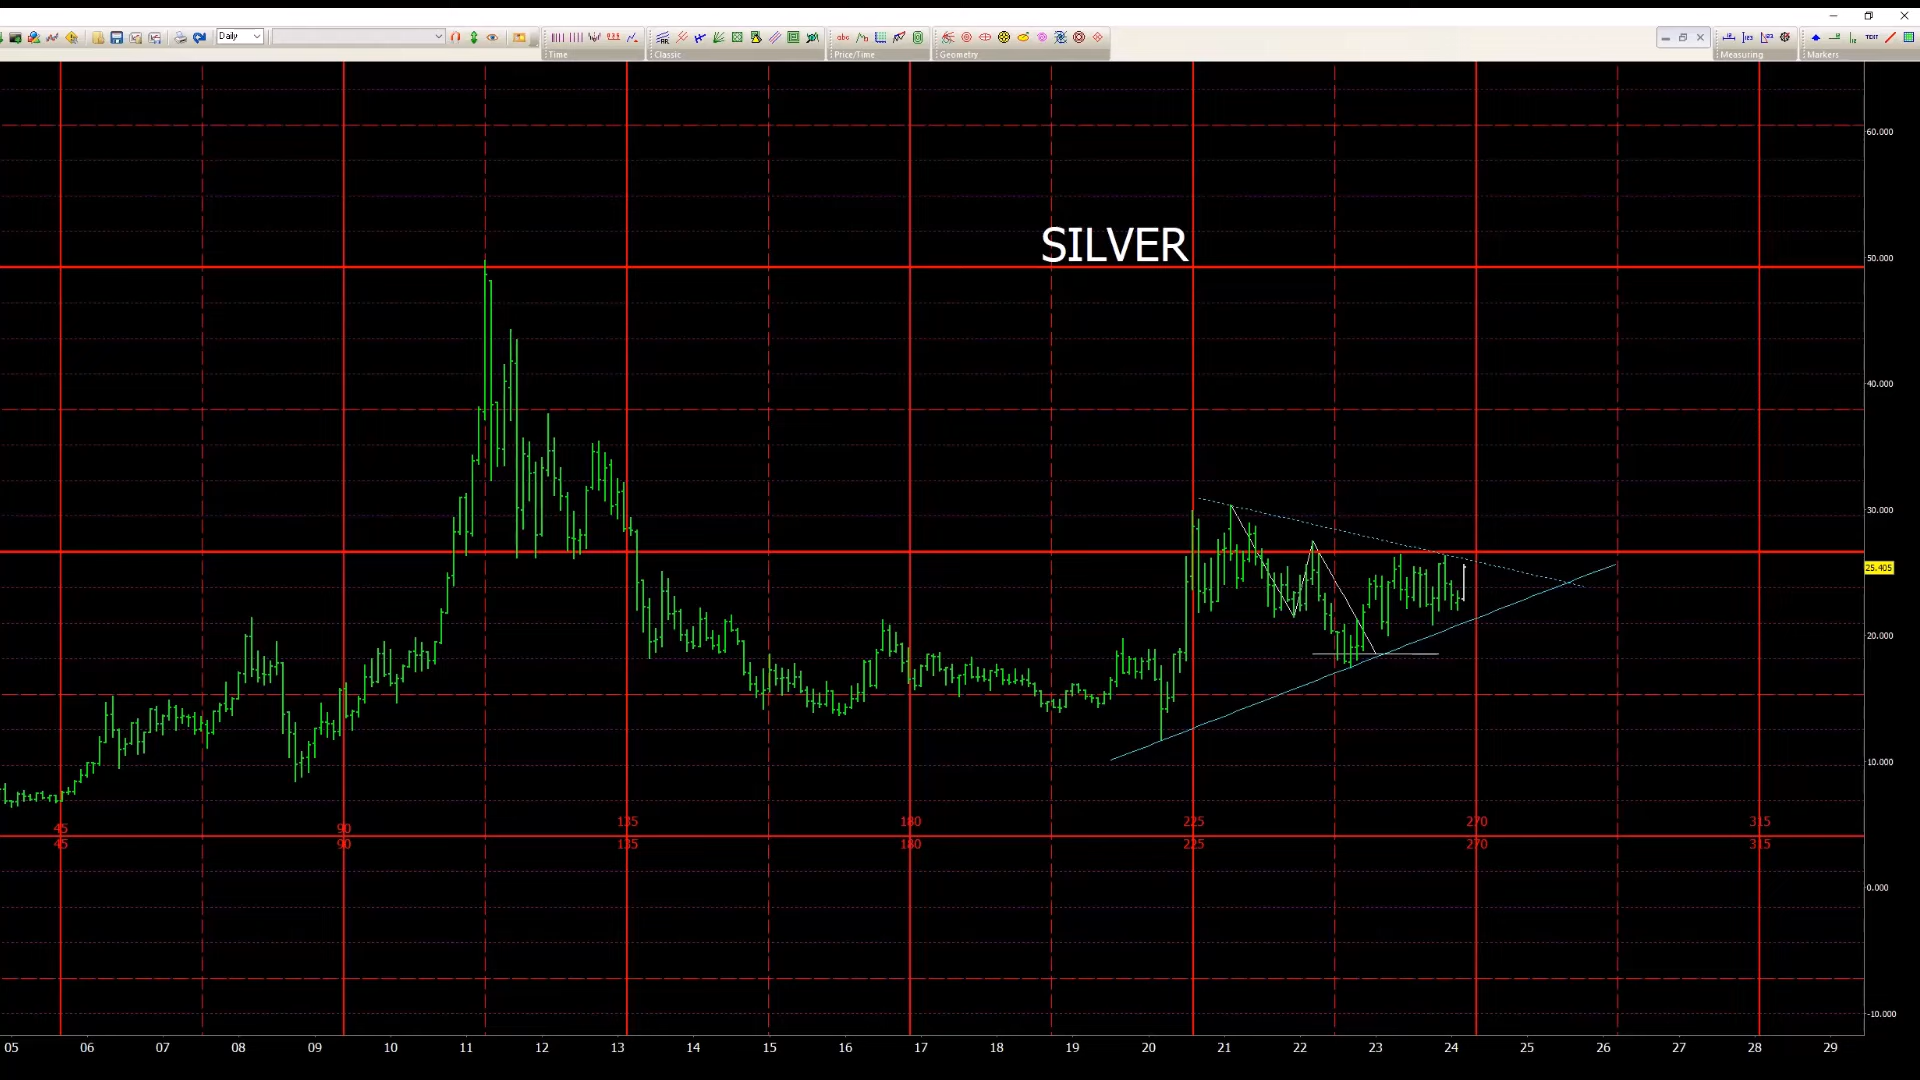 Daily
Time
Classic
abc
Price/Time
Geometry
Measuring
TEXT
Markers
60.000
SILVER
50.000
40.000
30.000
25.405
20.000
10.000
45 90 135 180 225 270 315
45 90 135 180 225 270 315
0.000
-10.000
05 06 07 08 09 10 11 12 13 14 15 16 17 18 19 20 21 22 23 24 25 26 27 28 29